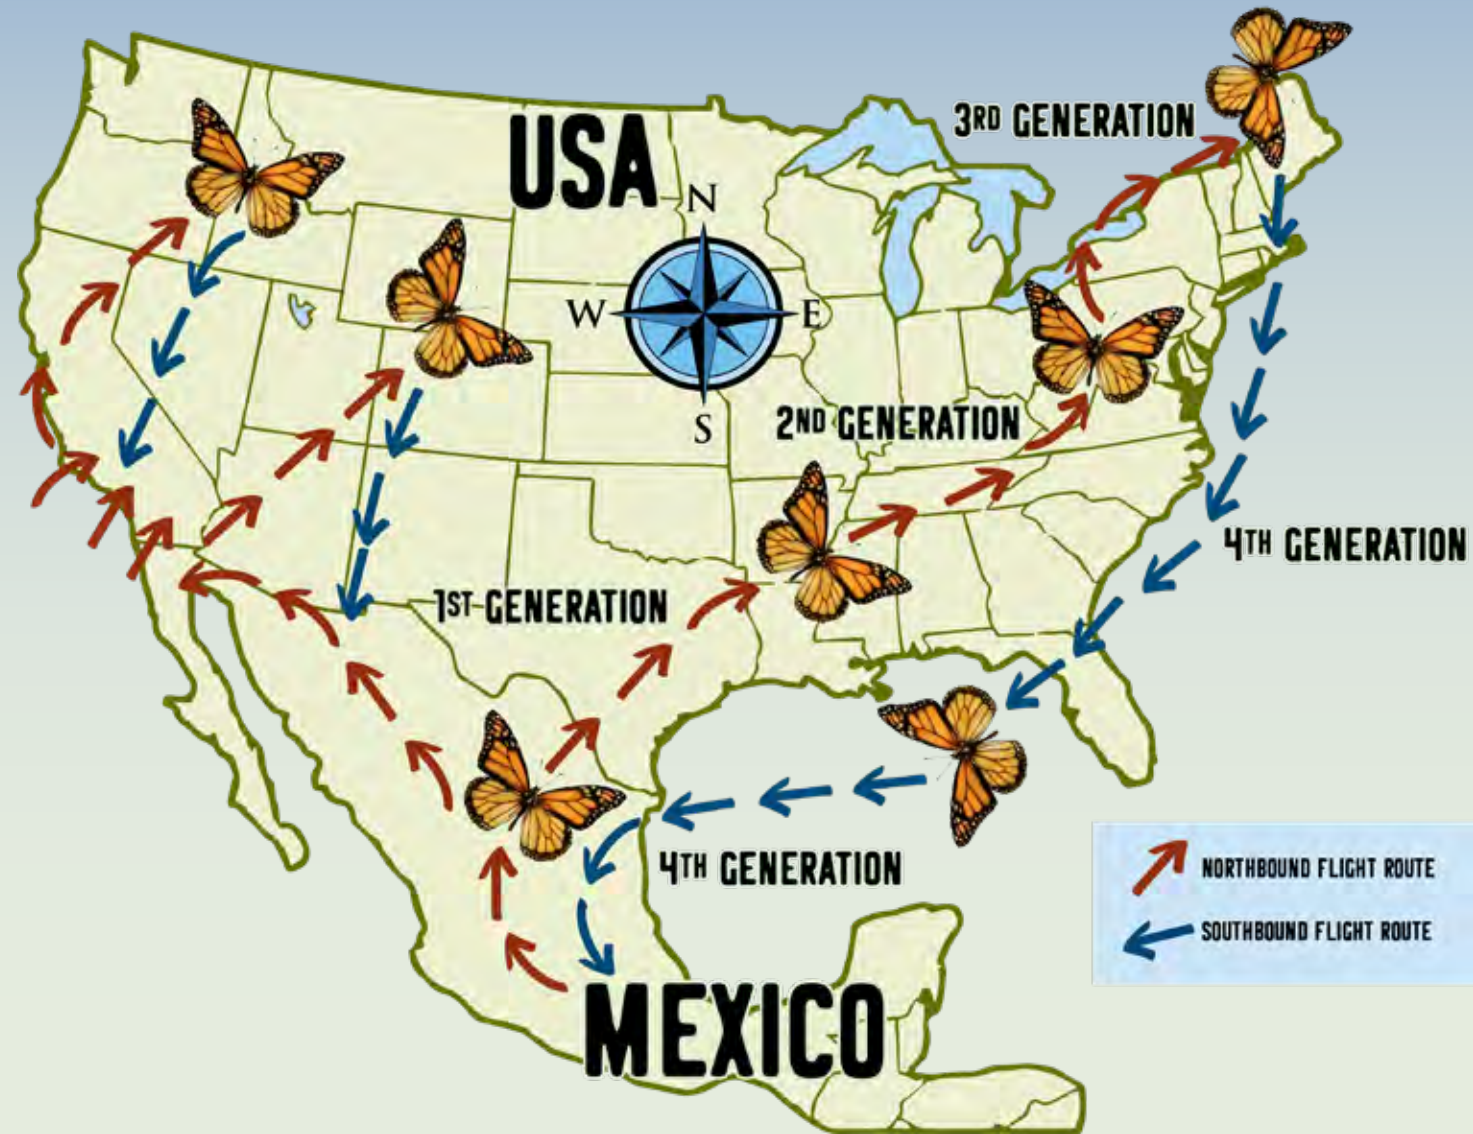 3RD GENERATION
USA
N
W
E
S
2ND GENERATION
4TH GENERATION
1ST GENERATION
4TH GENERATION
NORTHBOUND FLIGHT ROUTE
SOUTHBOUND FLIGHT ROUTE
MEXICO